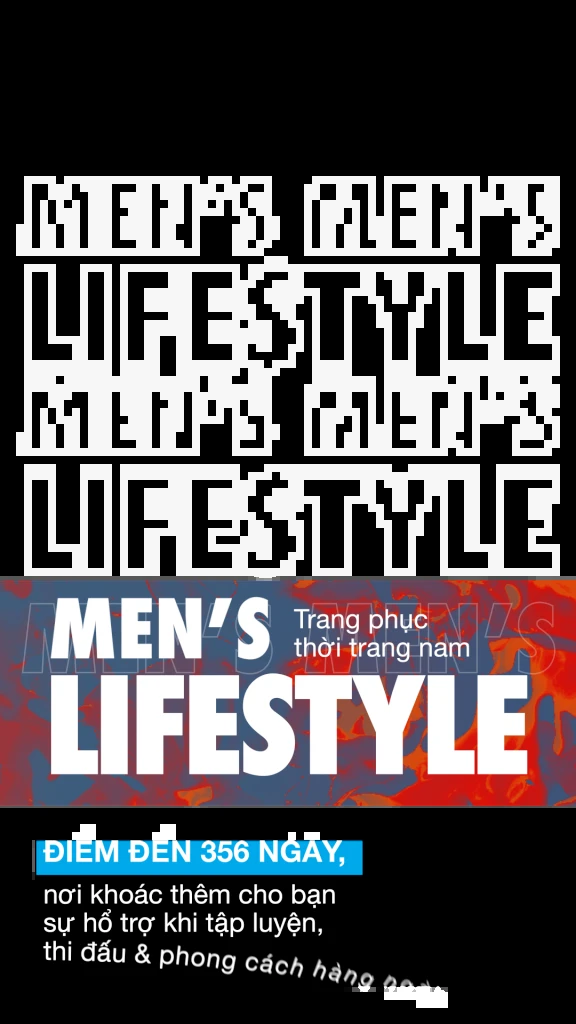 MEN'S MEN'S
LIFESTYLE
MEN'S MEN'S
LIFESTYLE
MEN'S
Trang phục
thời trang nam
LIFESTYLE
ĐIỂM ĐẾN 356 NGÀY,
nơi khoác thêm cho bạn
sự hổ trợ khi tập luyện,
thi đấu & phong cách hàng